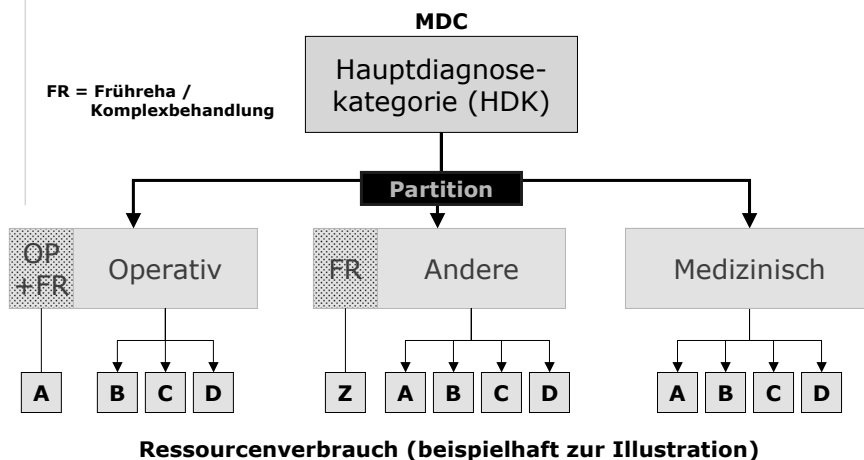 MDC
Hauptdiagnose-
kategorie (HDK)
FR = Frühreha /
Komplexbehandlung
Partition
OP
+FR
Operativ
FR
Andere
Medizinisch
A
B
C
D
Z
A
B
C
D
A
B
C
D
Ressourcenverbrauch (beispielhaft zur Illustration)